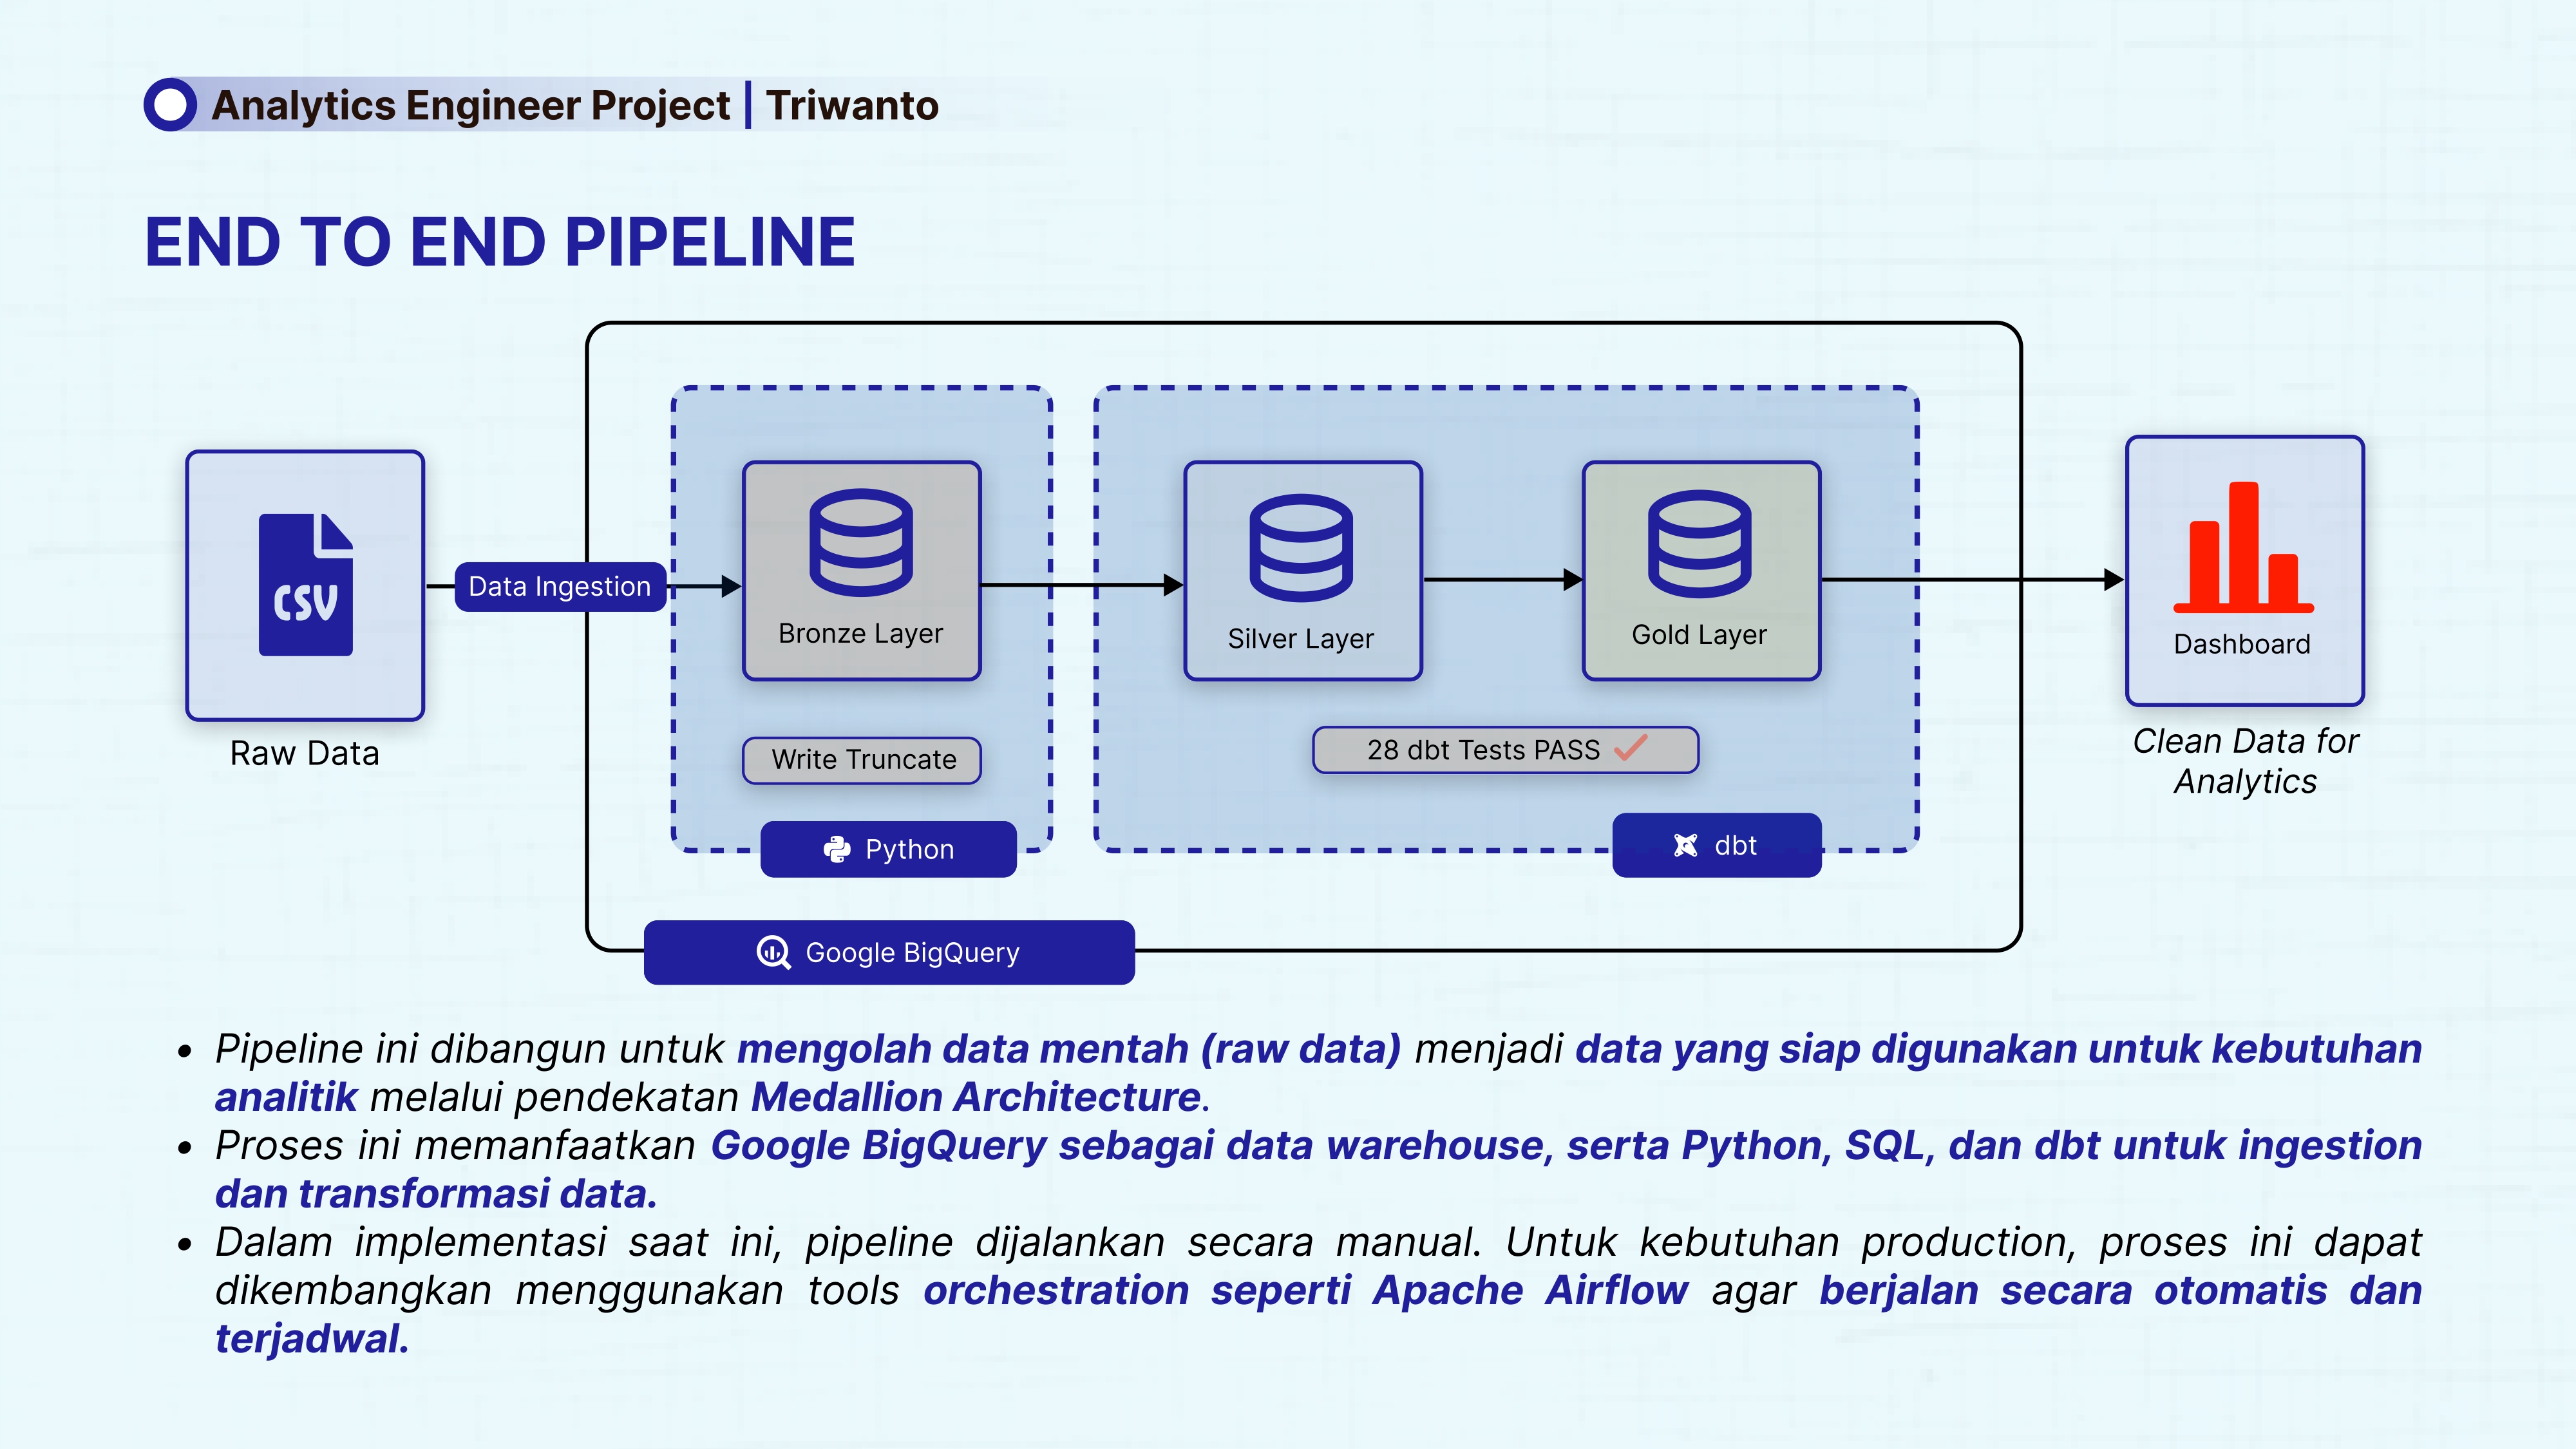 Analytics Engineer Project | Triwanto
END TO END PIPELINE
CSV
Raw Data
Data Ingestion
Bronze Layer
Write Truncate
Python
Silver Layer
Gold Layer
28 dbt Tests PASS
dbt
Google BigQuery
Dashboard
Clean Data for
Analytics
• Pipeline ini dibangun untuk mengolah data mentah (raw data) menjadi data yang siap digunakan untuk kebutuhan
analitik melalui pendekatan Medallion Architecture.
• Proses ini memanfaatkan Google BigQuery sebagai data warehouse, serta Python, SQL, dan dbt untuk ingestion
dan transformasi data.
• Dalam implementasi saat ini, pipeline dijalankan secara manual. Untuk kebutuhan production, proses ini dapat
dikembangkan menggunakan tools orchestration seperti Apache Airflow agar berjalan secara otomatis dan
terjadwal.